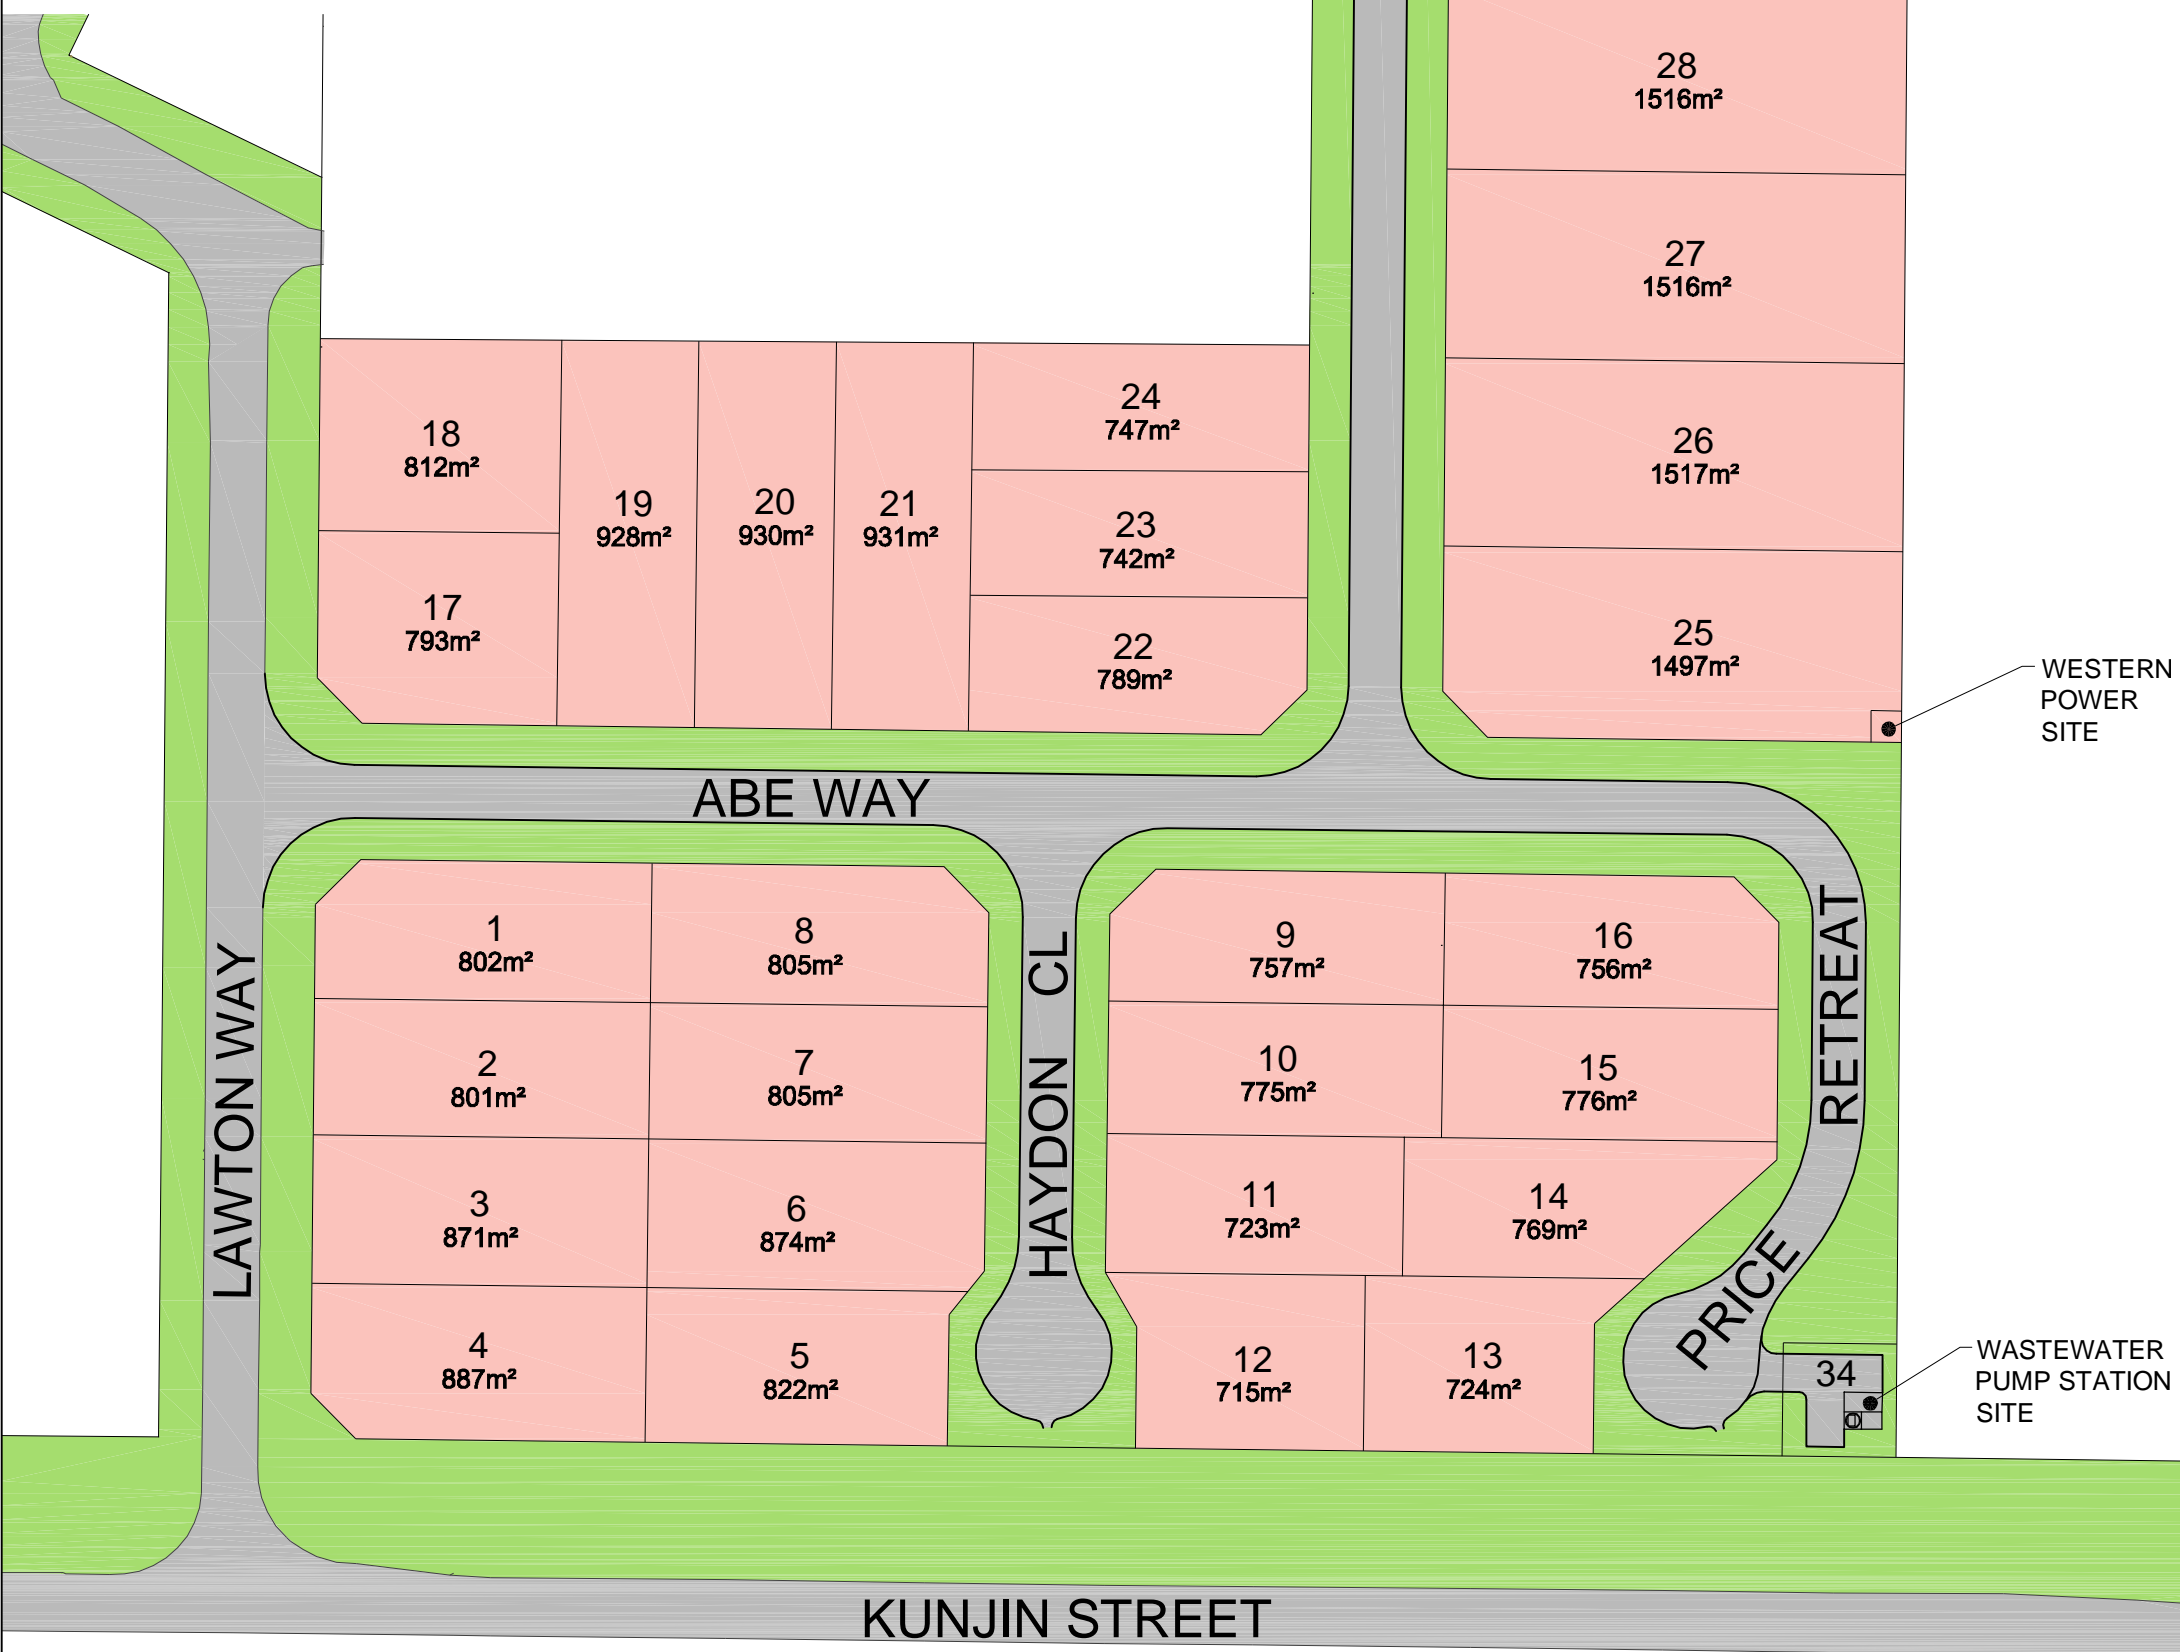 28
1516m²
27
1516m²
26
1517m²
25
1497m²
WESTERN
POWER
SITE
18
812m²
17
793m²
19
928m²
20
930m²
21
931m²
24
747m²
23
742m²
22
789m²
ABE WAY
1
802m²
8
805m²
2
801m²
7
805m²
3
871m²
6
874m²
4
887m²
5
822m²
LAWTON WAY
HAYDON CL
9
757m²
16
756m²
10
775m²
15
776m²
11
723m²
14
769m²
12
715m²
13
724m²
PRICE RETREAT
34
WASTEWATER
PUMP STATION
SITE
KUNJIN STREET